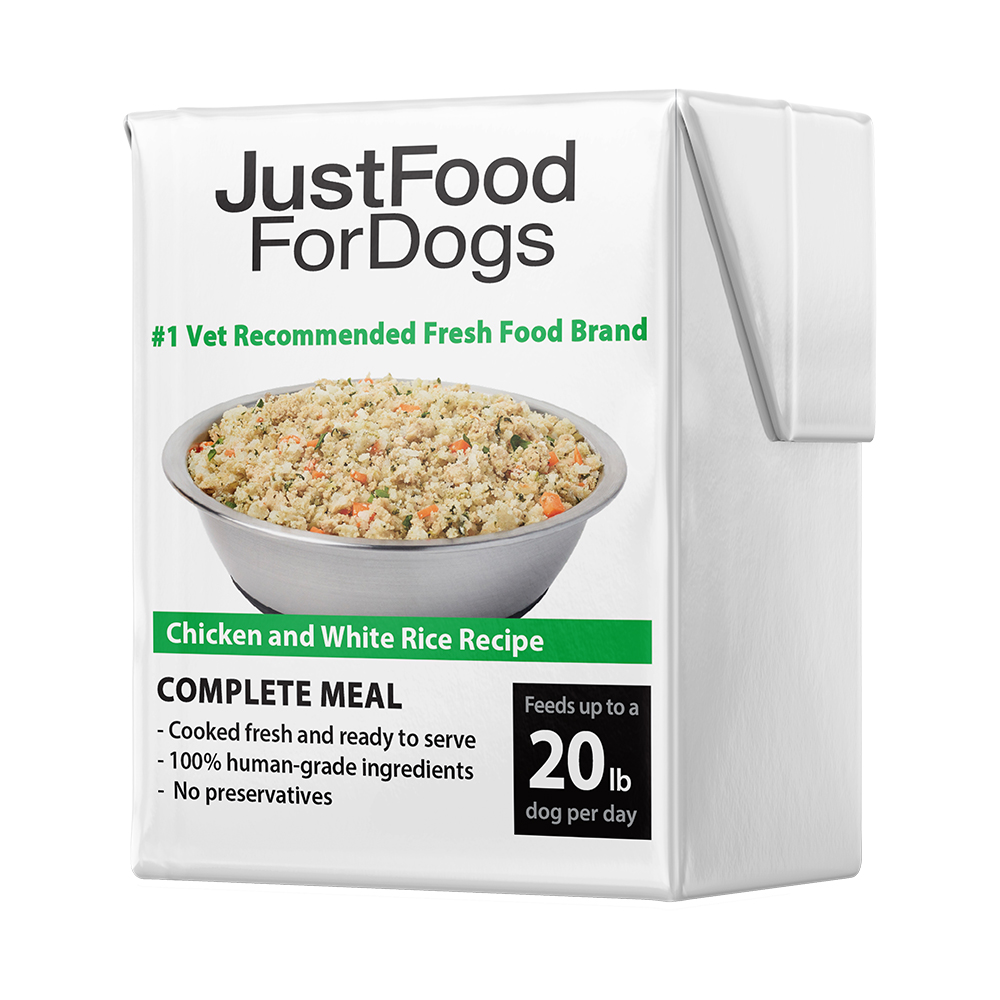 JustFood
ForDogs
#1 Vet Recommended Fresh Food Brand
Chicken and White Rice Recipe
COMPLETE MEAL
- Cooked fresh and ready to serve
- 100% human-grade ingredients
- No preservatives
Feeds up to a
20 lb
dog per day